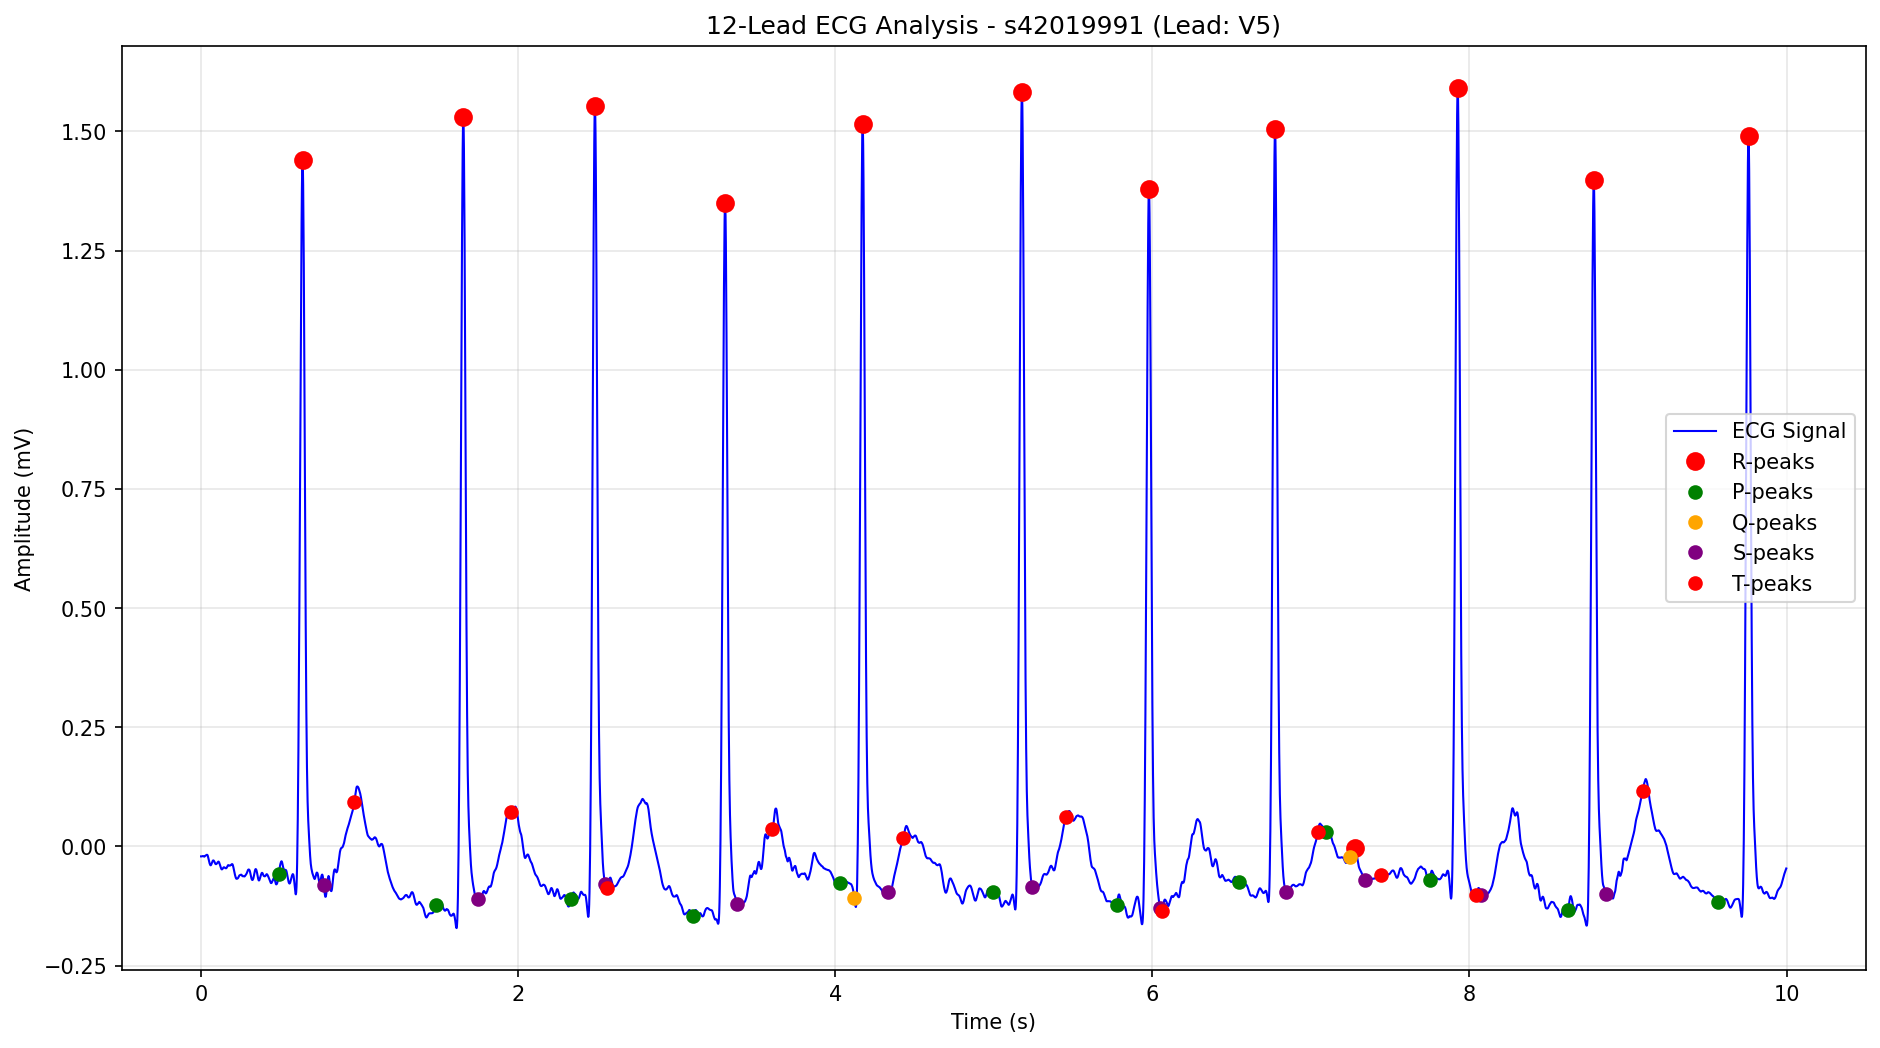 12-Lead ECG Analysis - s42019991 (Lead: V5)
Amplitude (mV)
1.50
1.25
1.00
0.75
0.50
0.25
0.00
−0.25
ECG Signal
R-peaks
P-peaks
Q-peaks
S-peaks
T-peaks
0 2 4 6 8 10
Time (s)